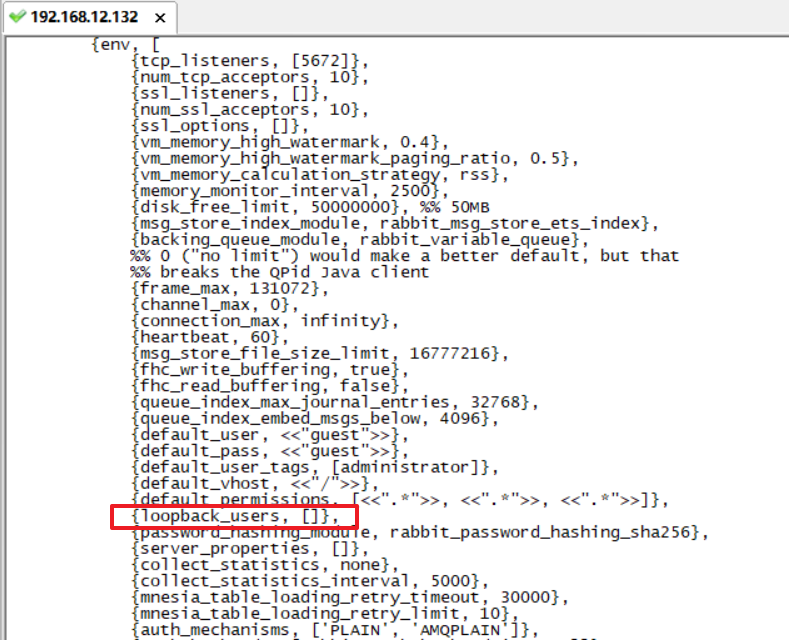 192.168.12.132 ×
{env, [
{tcp_listeners, [5672]},
{num_tcp_acceptors, 10},
{ssl_listeners, []},
{num_ssl_acceptors, 10},
{ssl_options, []},
{vm_memory_high_watermark, 0.4},
{vm_memory_high_watermark_paging_ratio, 0.5},
{vm_memory_calculation_strategy, rss},
{memory_monitor_interval, 2500},
{disk_free_limit, 50000000}, %% 50MB
{msg_store_index_module, rabbit_msg_store_ets_index},
{backing_queue_module, rabbit_variable_queue},
%% 0 ("no limit") would make a better default, but that
%% breaks the QPid Java client
{frame_max, 131072},
{channel_max, 0},
{connection_max, infinity},
{heartbeat, 60},
{msg_store_file_size_limit, 16777216},
{fhc_write_buffering, true},
{fhc_read_buffering, false},
{queue_index_max_journal_entries, 32768},
{queue_index_embed_msgs_below, 4096},
{default_user, <<"guest">>},
{default_pass, <<"guest">>},
{default_user_tags, [administrator]},
{default_vhost, <<"/">>},
{default_permissions, [<<".*">>, <<".*">>, <<".*">>]},
{loopback_users, []},
{password_hashing_module, rabbit_password_hashing_sha256},
{server_properties, []},
{collect_statistics, none},
{collect_statistics_interval, 5000},
{mnesia_table_loading_retry_timeout, 30000},
{mnesia_table_loading_retry_limit, 10},
{auth_mechanisms, ['PLAIN', 'AMQPLAIN']},